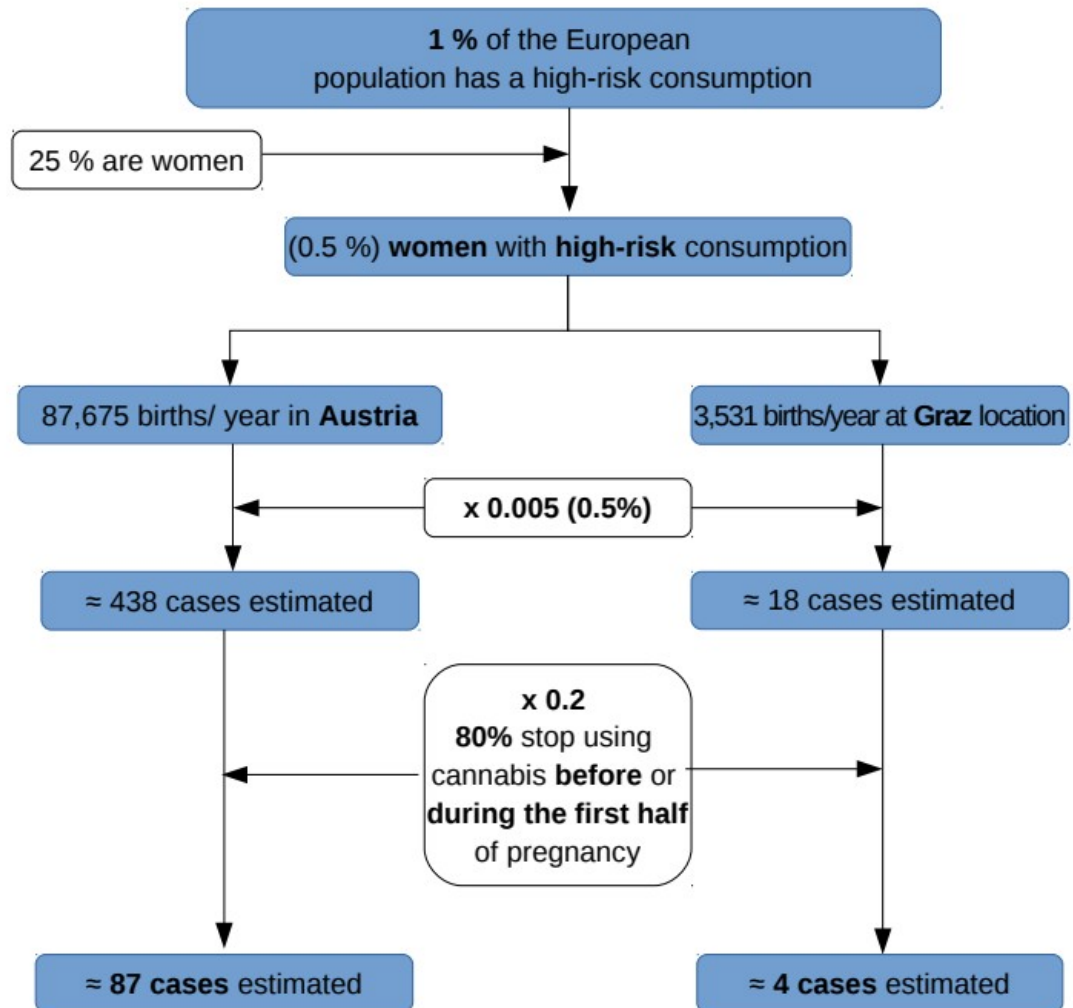 1 % of the European
population has a high-risk consumption
25 % are women
(0.5 %) women with high-risk consumption
87,675 births/ year in Austria
3,531 births/year at Graz location
x 0.005 (0.5%)
≈ 438 cases estimated
≈ 18 cases estimated
x 0.2
80% stop using
cannabis before or
during the first half
of pregnancy
≈ 87 cases estimated
≈ 4 cases estimated